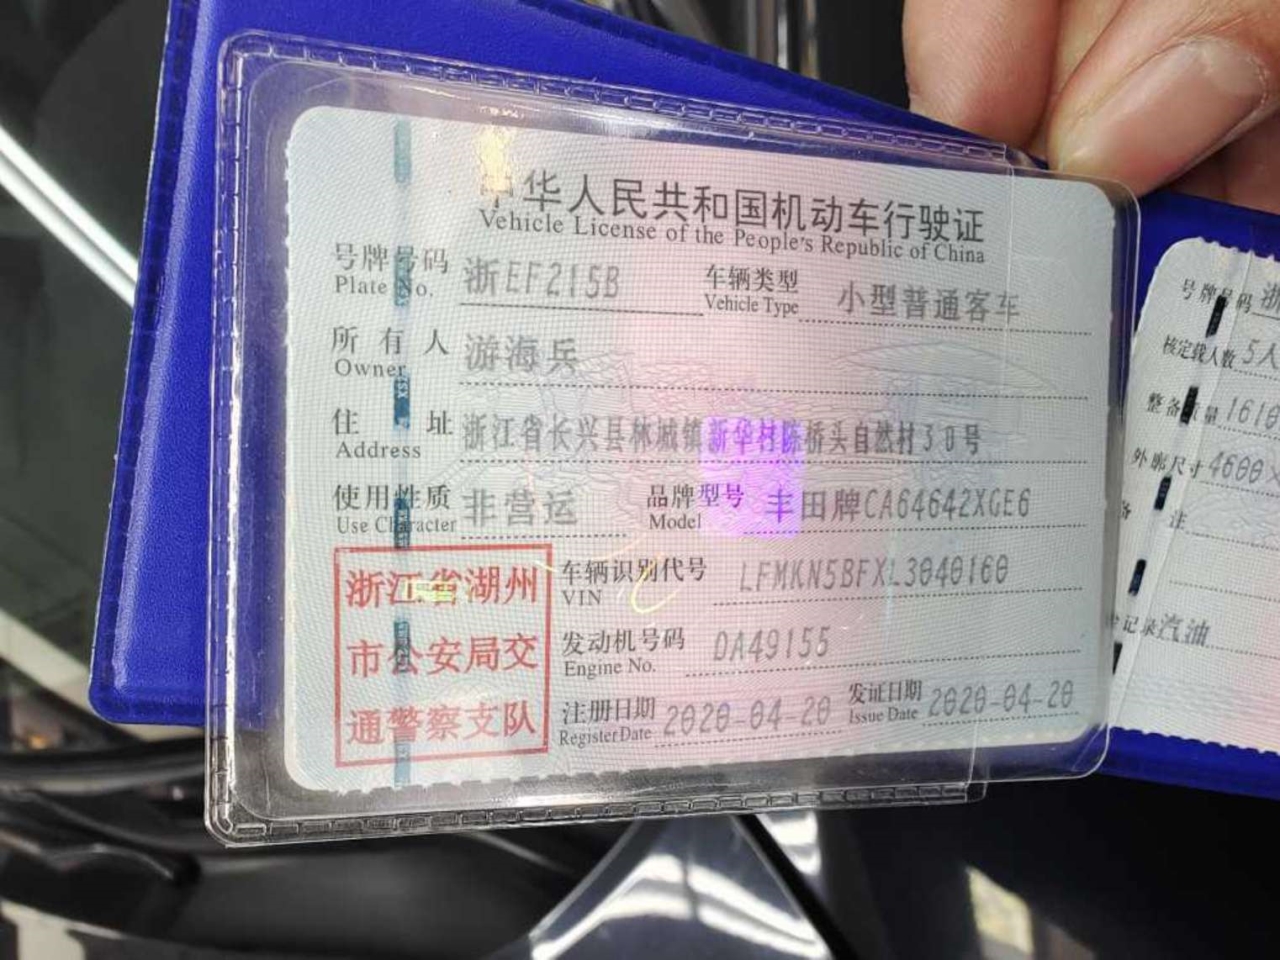 中华人民共和国机动车行驶证
Vehicle License of the People's Republic of China
号牌号码 浙EF215B 车辆类型 小型普通客车
Plate No. Vehicle Type
所有人 游海兵
Owner
住址 浙江省长兴县林城镇新华村陈桥头自然村30号
Address
使用性质 非营运 品牌型号 丰田牌CA64642XGE6
Use Character Model
浙江省湖州
市公安局交
通警察支队
车辆识别代号 LFMKN5BFXL3040160
VIN
发动机号码 DA49155
Engine No.
注册日期 2020-04-20 发证日期 2020-04-20
Register Date Issue Date
号牌号码 浙
核定载人数 5人
整备质量 1610
外廓尺寸 4600×
备注
记录 汽油